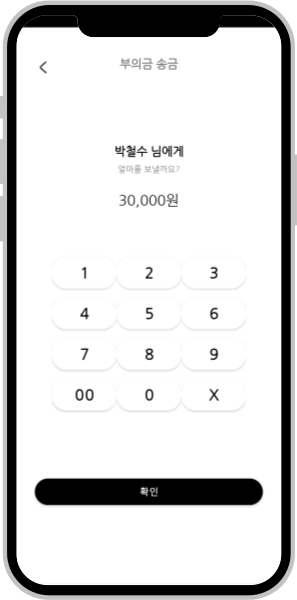 부의금 송금
박철수 님에게
얼마를 보낼까요?
30,000원
1 2 3
4 5 6
7 8 9
00 0 X
확인